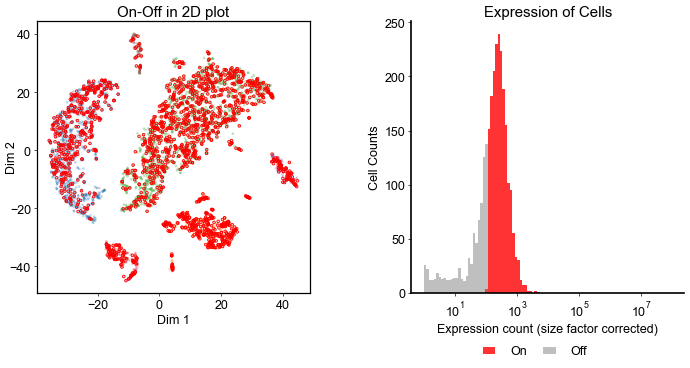 On-Off in 2D plot
Dim 2
40
20
0
−20
−40
−20
0
20
40
Dim 1
Expression of Cells
Cell Counts
250
200
150
100
50
0
10^1
10^3
10^5
10^7
Expression count (size factor corrected)
On
Off